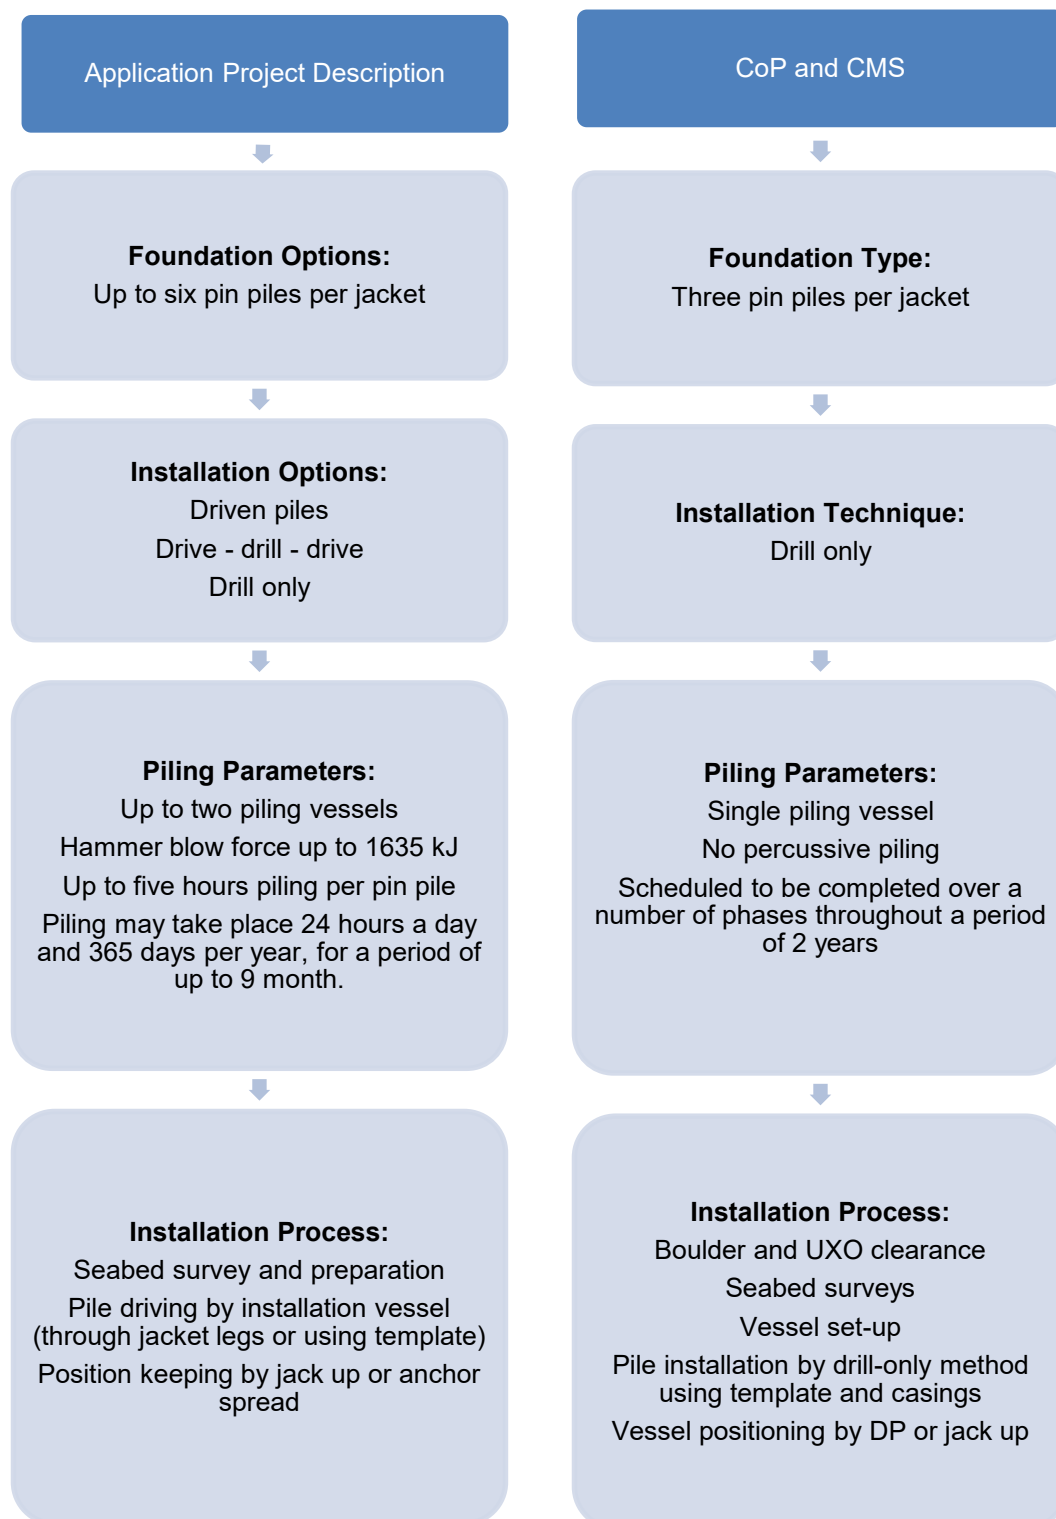 Application Project Description
Foundation Options:
Up to six pin piles per jacket
Installation Options:
Driven piles
Drive - drill - drive
Drill only
Piling Parameters:
Up to two piling vessels
Hammer blow force up to 1635 kJ
Up to five hours piling per pin pile
Piling may take place 24 hours a day
and 365 days per year, for a period of
up to 9 month.
Installation Process:
Seabed survey and preparation
Pile driving by installation vessel
(through jacket legs or using template)
Position keeping by jack up or anchor
spread
CoP and CMS
Foundation Type:
Three pin piles per jacket
Installation Technique:
Drill only
Piling Parameters:
Single piling vessel
No percussive piling
Scheduled to be completed over a
number of phases throughout a period
of 2 years
Installation Process:
Boulder and UXO clearance
Seabed surveys
Vessel set-up
Pile installation by drill-only method
using template and casings
Vessel positioning by DP or jack up